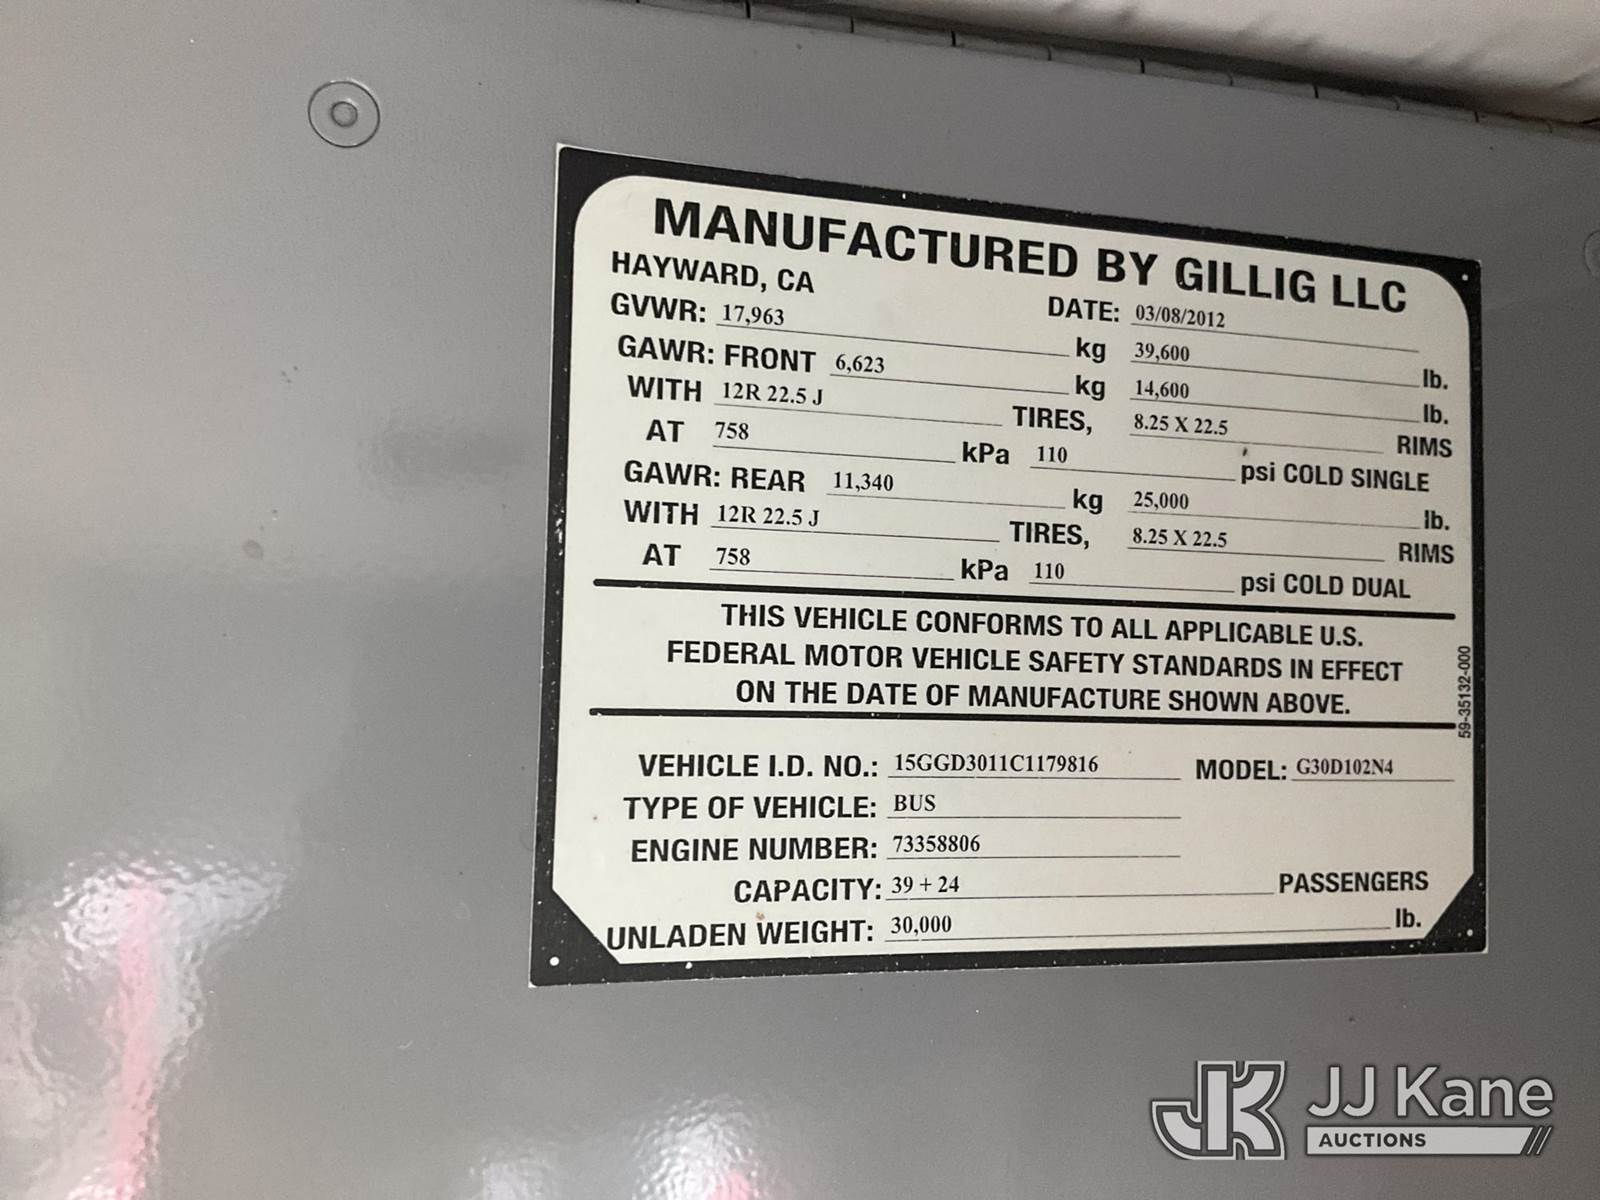 MANUFACTURED BY GILLIG LLC
HAYWARD, CA
DATE: 03/08/2012
GVWR: 17,963 kg 39,600 lb.
GAWR: FRONT 6,623 kg 14,600 lb.
WITH 12R 22.5 J TIRES, 8.25 X 22.5 RIMS
AT 758 kPa 110 psi COLD SINGLE
GAWR: REAR 11,340 kg 25,000 lb.
WITH 12R 22.5 J TIRES, 8.25 X 22.5 RIMS
AT 758 kPa 110 psi COLD DUAL
THIS VEHICLE CONFORMS TO ALL APPLICABLE U.S.
FEDERAL MOTOR VEHICLE SAFETY STANDARDS IN EFFECT
ON THE DATE OF MANUFACTURE SHOWN ABOVE.
59-35132-000
VEHICLE I.D. NO.: 15GGD3011C1179816 MODEL: G30D102N4
TYPE OF VEHICLE: BUS
ENGINE NUMBER: 73358806
CAPACITY: 39 + 24 PASSENGERS
UNLADEN WEIGHT: 30,000 lb.
JK JJ Kane
AUCTIONS